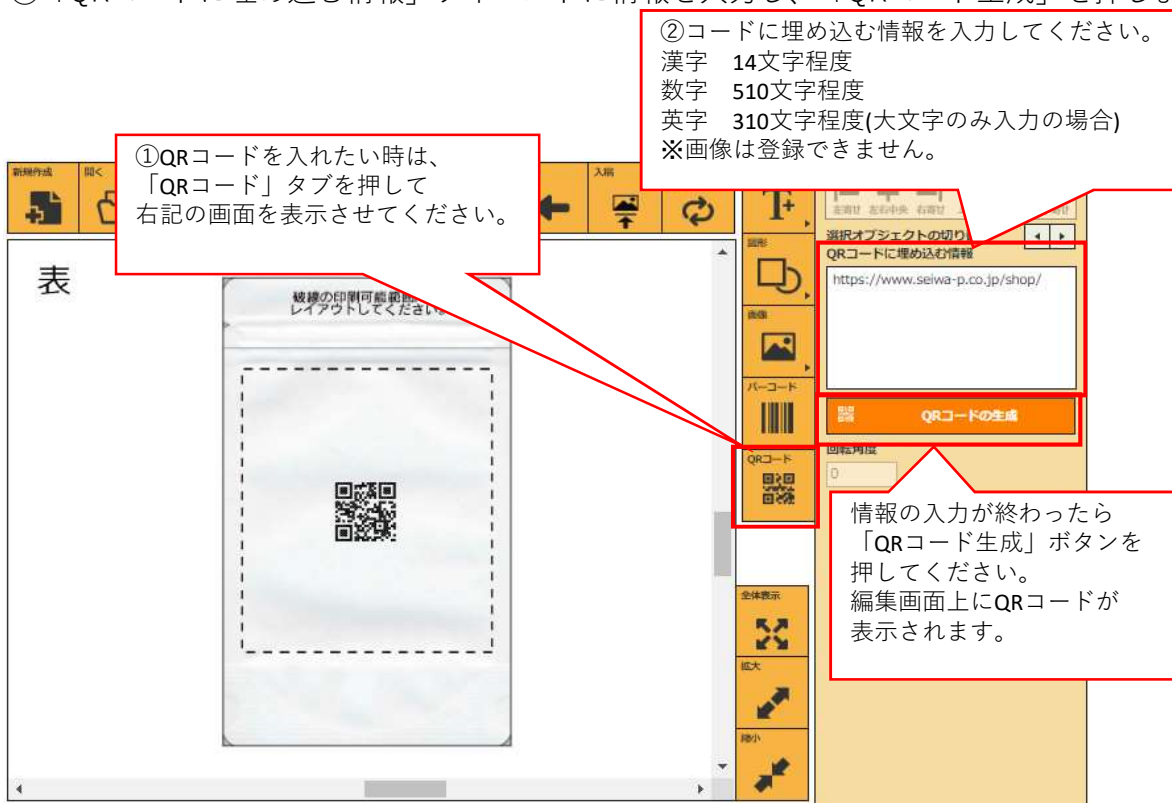 ②コードに埋め込む情報を入力してください。
漢字　14文字程度
数字　510文字程度
英字　310文字程度(大文字のみ入力の場合)
※画像は登録できません。
①QRコードを入れたい時は、
「QRコード」タブを押して
右記の画面を表示させてください。
新規作成
開く
入稿
左寄せ 左右中央 右寄せ
選択オブジェクトの切り
QRコードに埋め込む情報
https://www.seiwa-p.co.jp/shop/
表
破線の印刷可能範囲
レイアウトしてください。
図形
画像
バーコード
QRコード
QRコードの生成
回転角度
0
情報の入力が終わったら
「QRコード生成」ボタンを
押してください。
編集画面上にQRコードが
表示されます。
全体表示
拡大
縮小